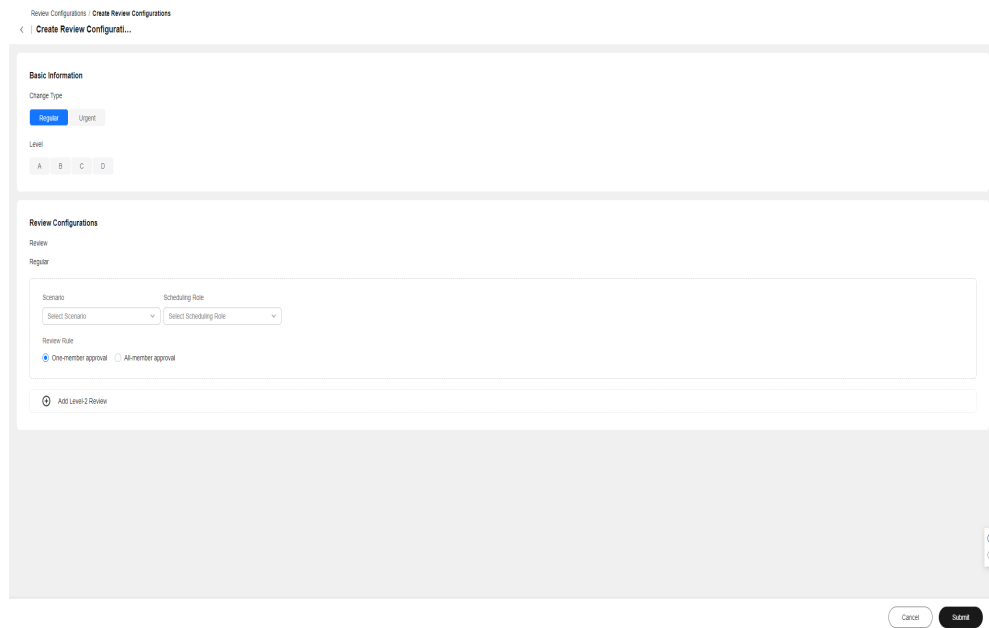 Review Configurations / Create Review Configurations
Create Review Configurati...
Basic Information
Change Type
Regular Urgent
Level
A B C D
Review Configurations
Review
Regular
Scenario Scheduling Role
Select Scenario Select Scheduling Role
Review Rule
One-member approval All-member approval
Add Level-2 Review
Cancel Submit